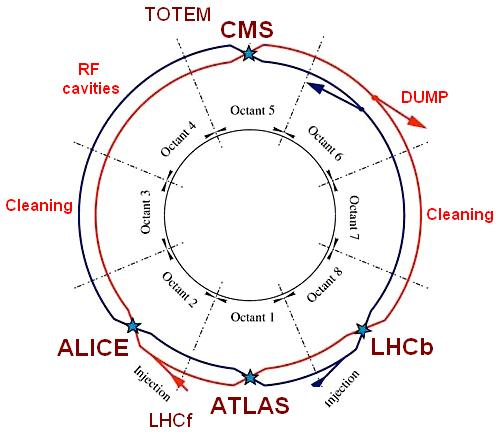 TOTEM
CMS
RF
cavities
DUMP
Octant 5
Octant 4
Octant 6
Cleaning
Octant 3
Octant 7
Cleaning
Octant 2
Octant 8
Octant 1
ALICE
LHCb
Injection
Injection
ATLAS
LHCf